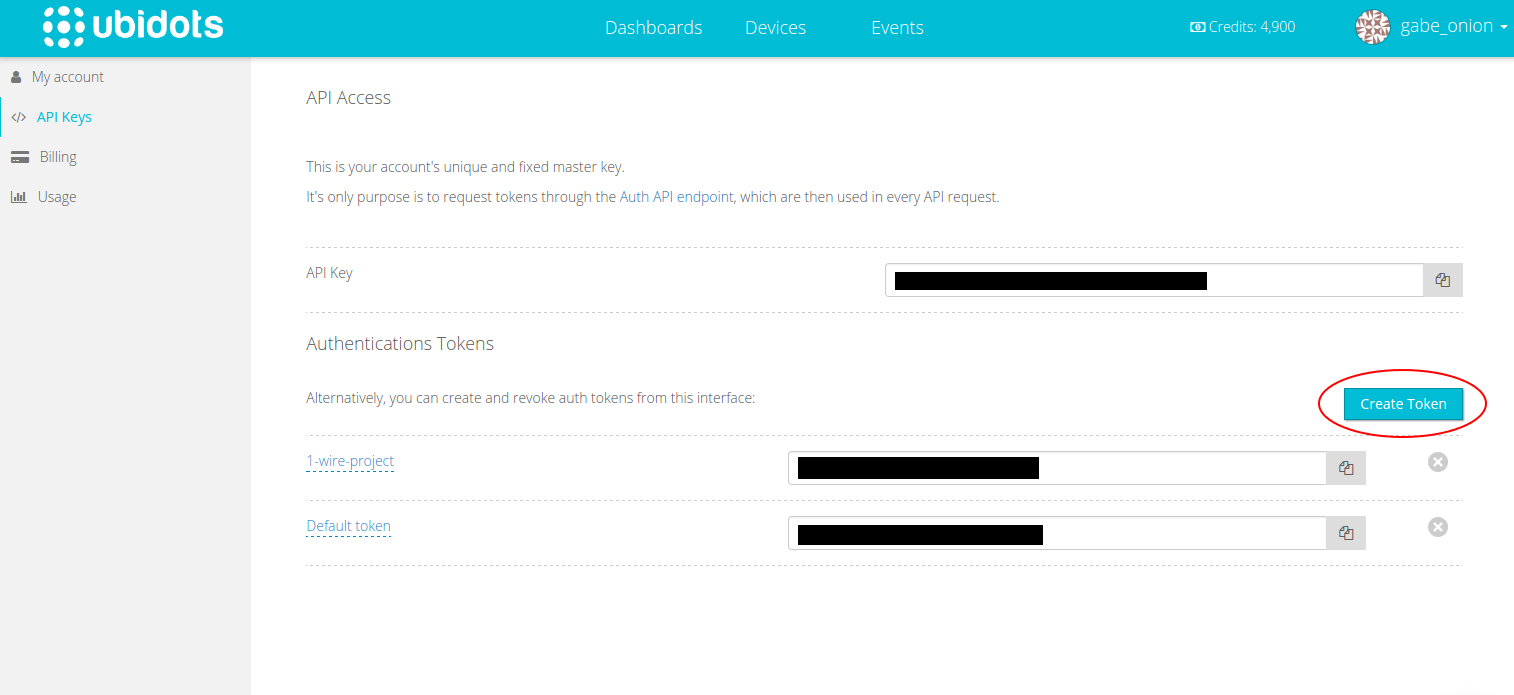 ubidots
Dashboards
Devices
Events
Credits: 4,900
gabe_onion
My account
API Keys
Billing
Usage
API Access
This is your account's unique and fixed master key.
It's only purpose is to request tokens through the Auth API endpoint, which are then used in every API request.
API Key
Authentications Tokens
Alternatively, you can create and revoke auth tokens from this interface:
Create Token
1-wire-project
Default token